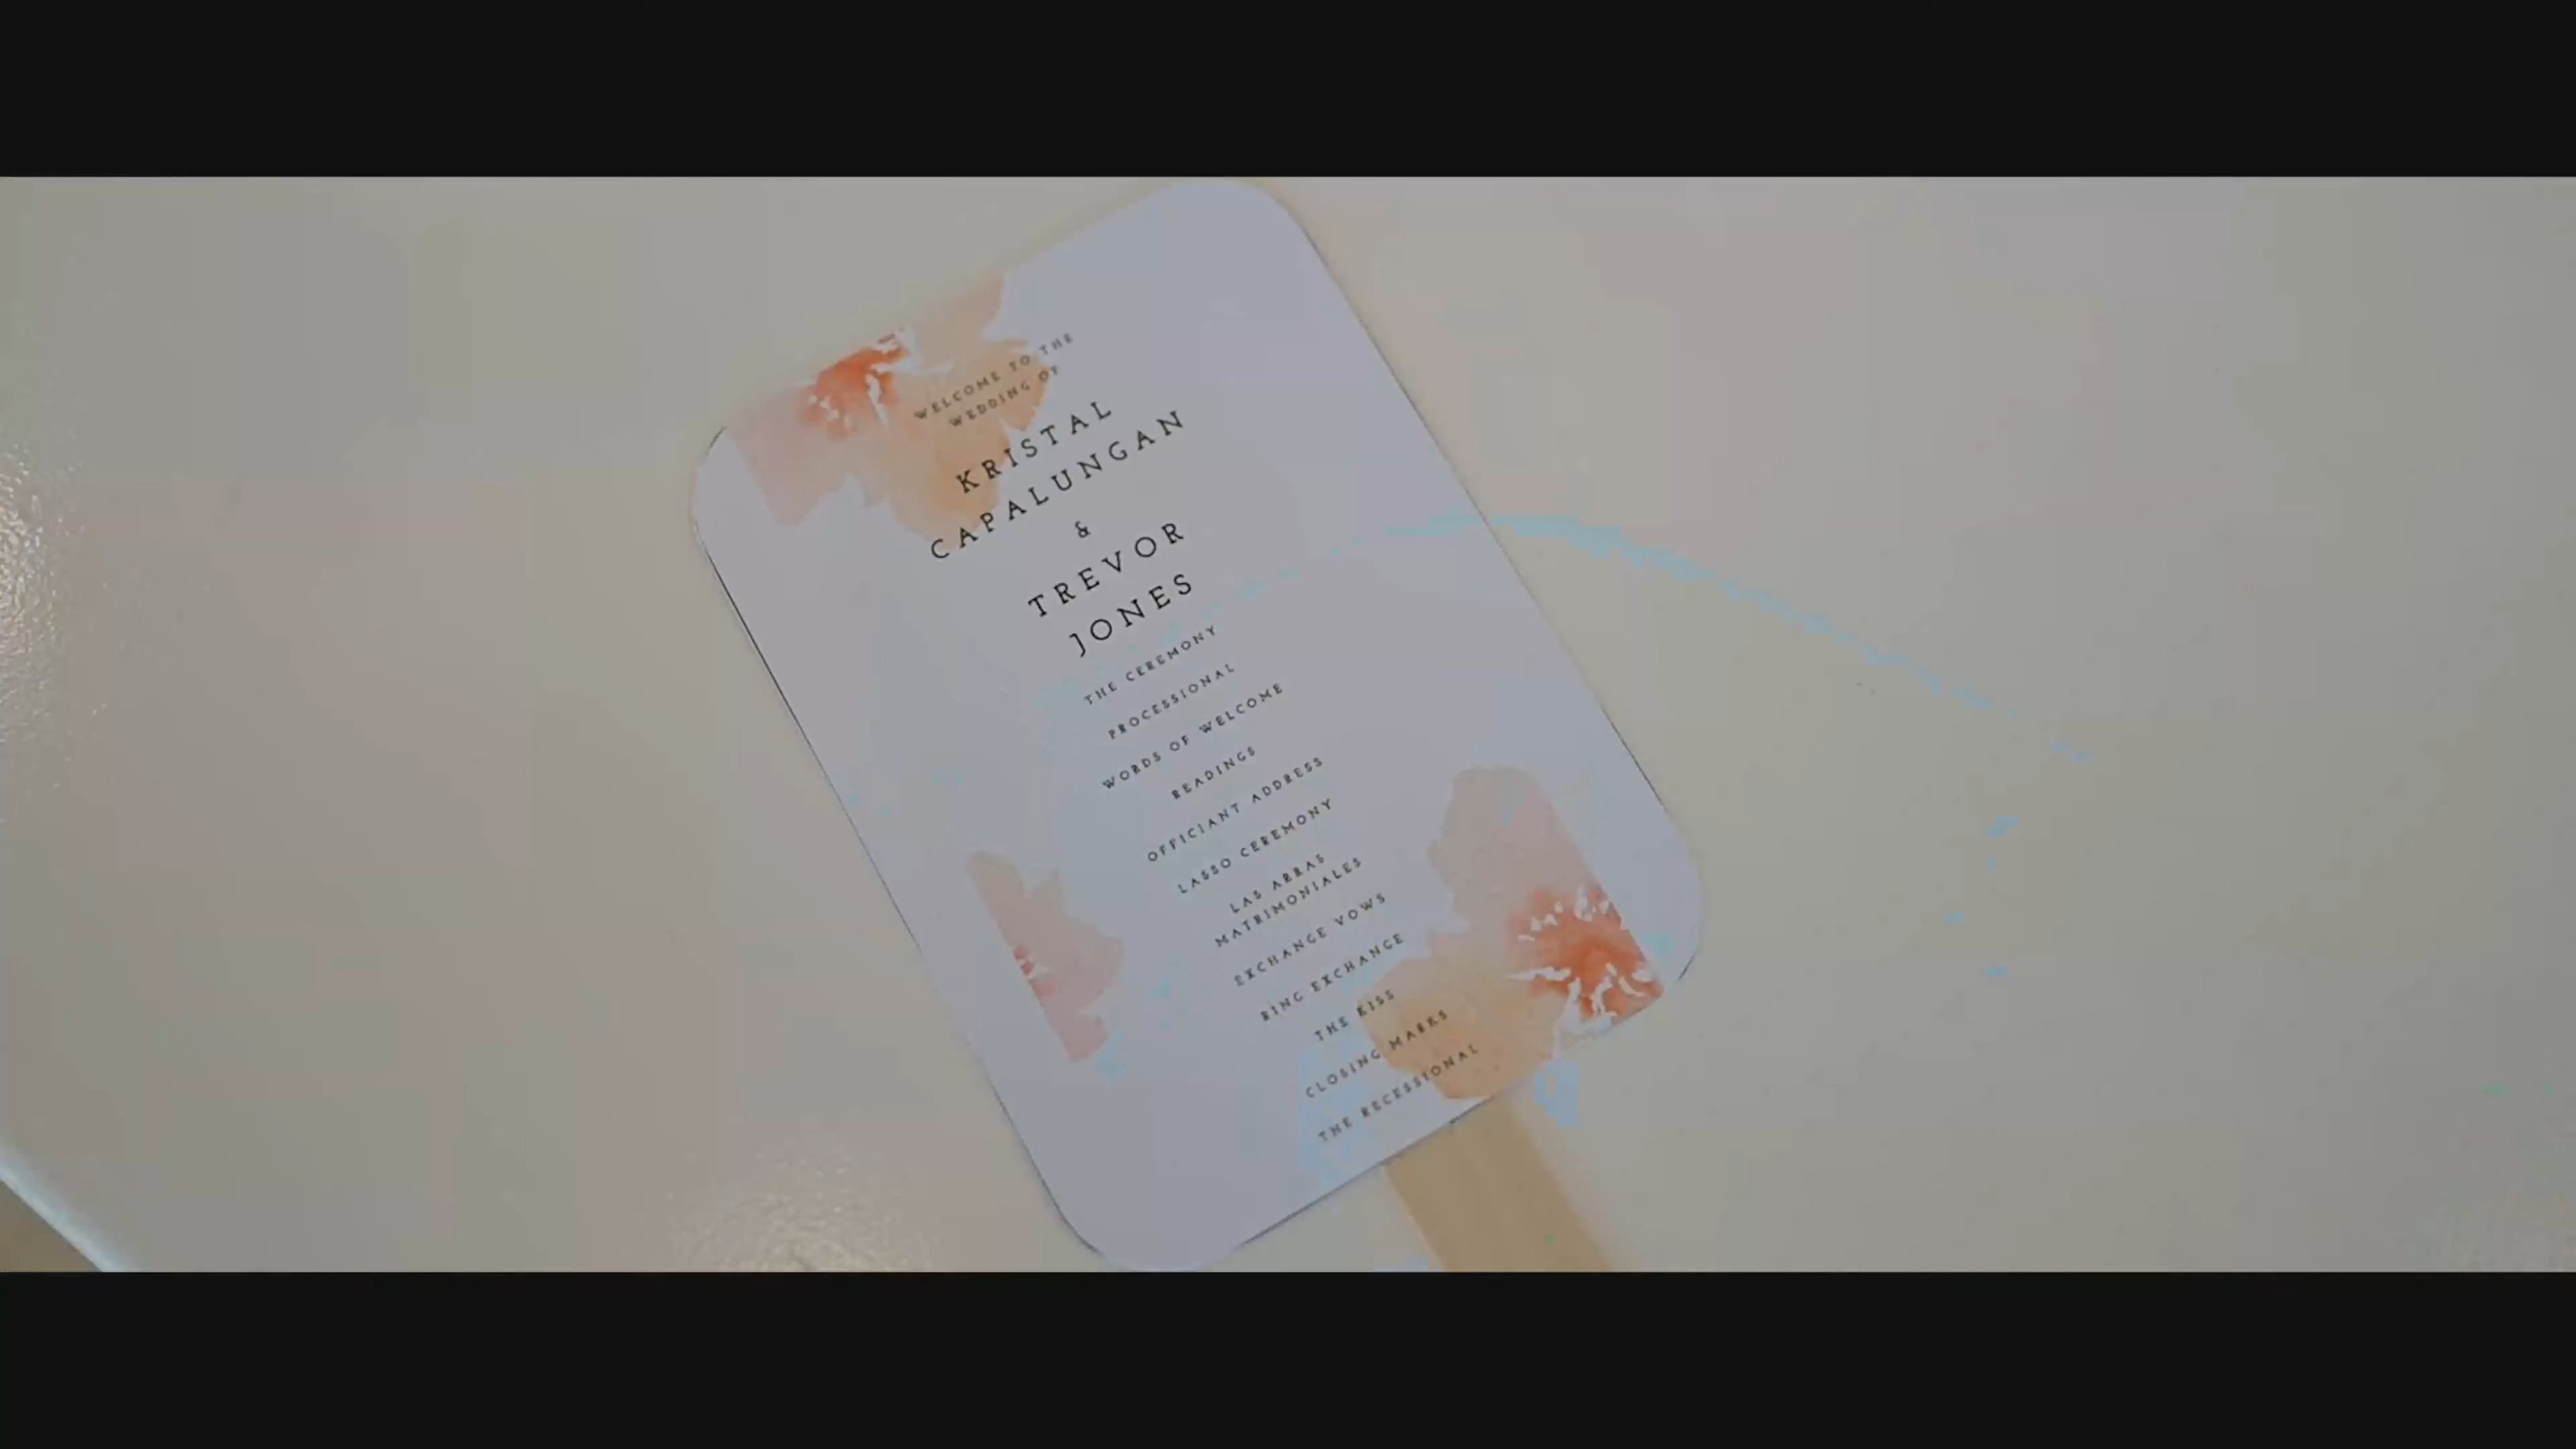 WELCOME TO THE
WEDDING OF
KRISTAL
CAPALUNGAN
&
TREVOR
JONES
THE CEREMONY
PROCESSIONAL
WORDS OF WELCOME
READINGS
OFFICIANT ADDRESS
LASSO CEREMONY
LAS ARRAS
MATRIMONIALES
EXCHANGE VOWS
RING EXCHANGE
THE KISS
CLOSING MARKS
THE RECESSIONAL